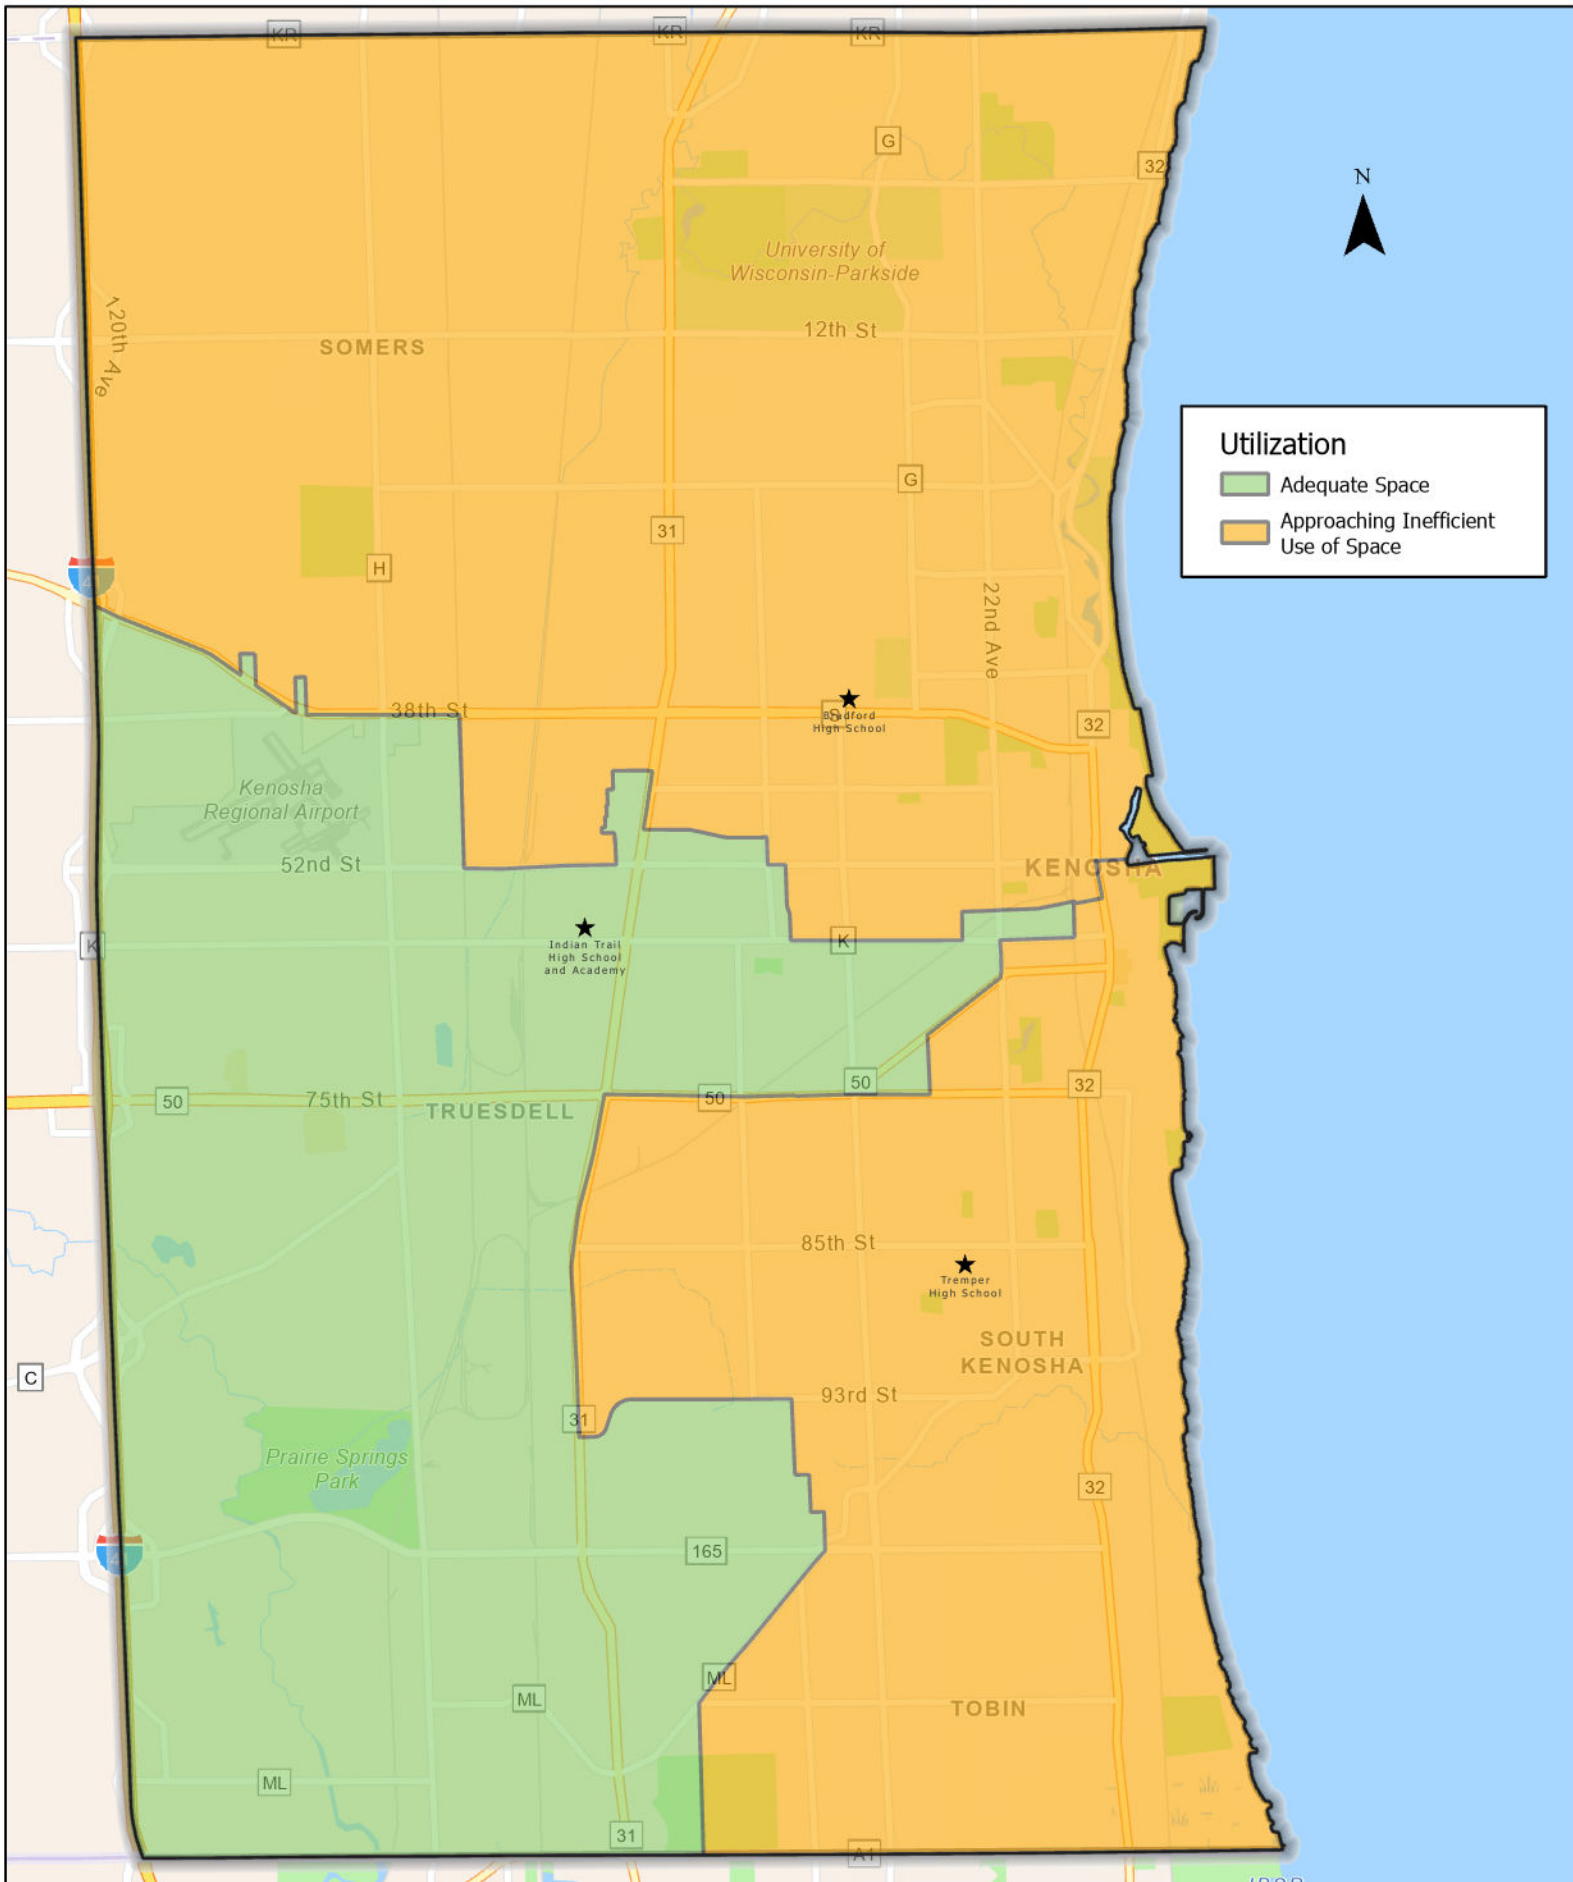 KR
KR
KR
G
32
N
University of
Wisconsin-Parkside
120th Ave
12th St
SOMERS
Utilization
Adequate Space
Approaching Inefficient
Use of Space
G
31
H
41
22nd Ave
38th St
S
Bradford
High School
32
Kenosha
Regional Airport
52nd St
KENOSHA
K
Indian Trail
High School
and Academy
K
50
75th St
TRUESDELL
50
50
32
85th St
Tremper
High School
SOUTH
KENOSHA
C
93rd St
31
Prairie Springs
Park
32
165
ML
ML
TOBIN
ML
31
A1